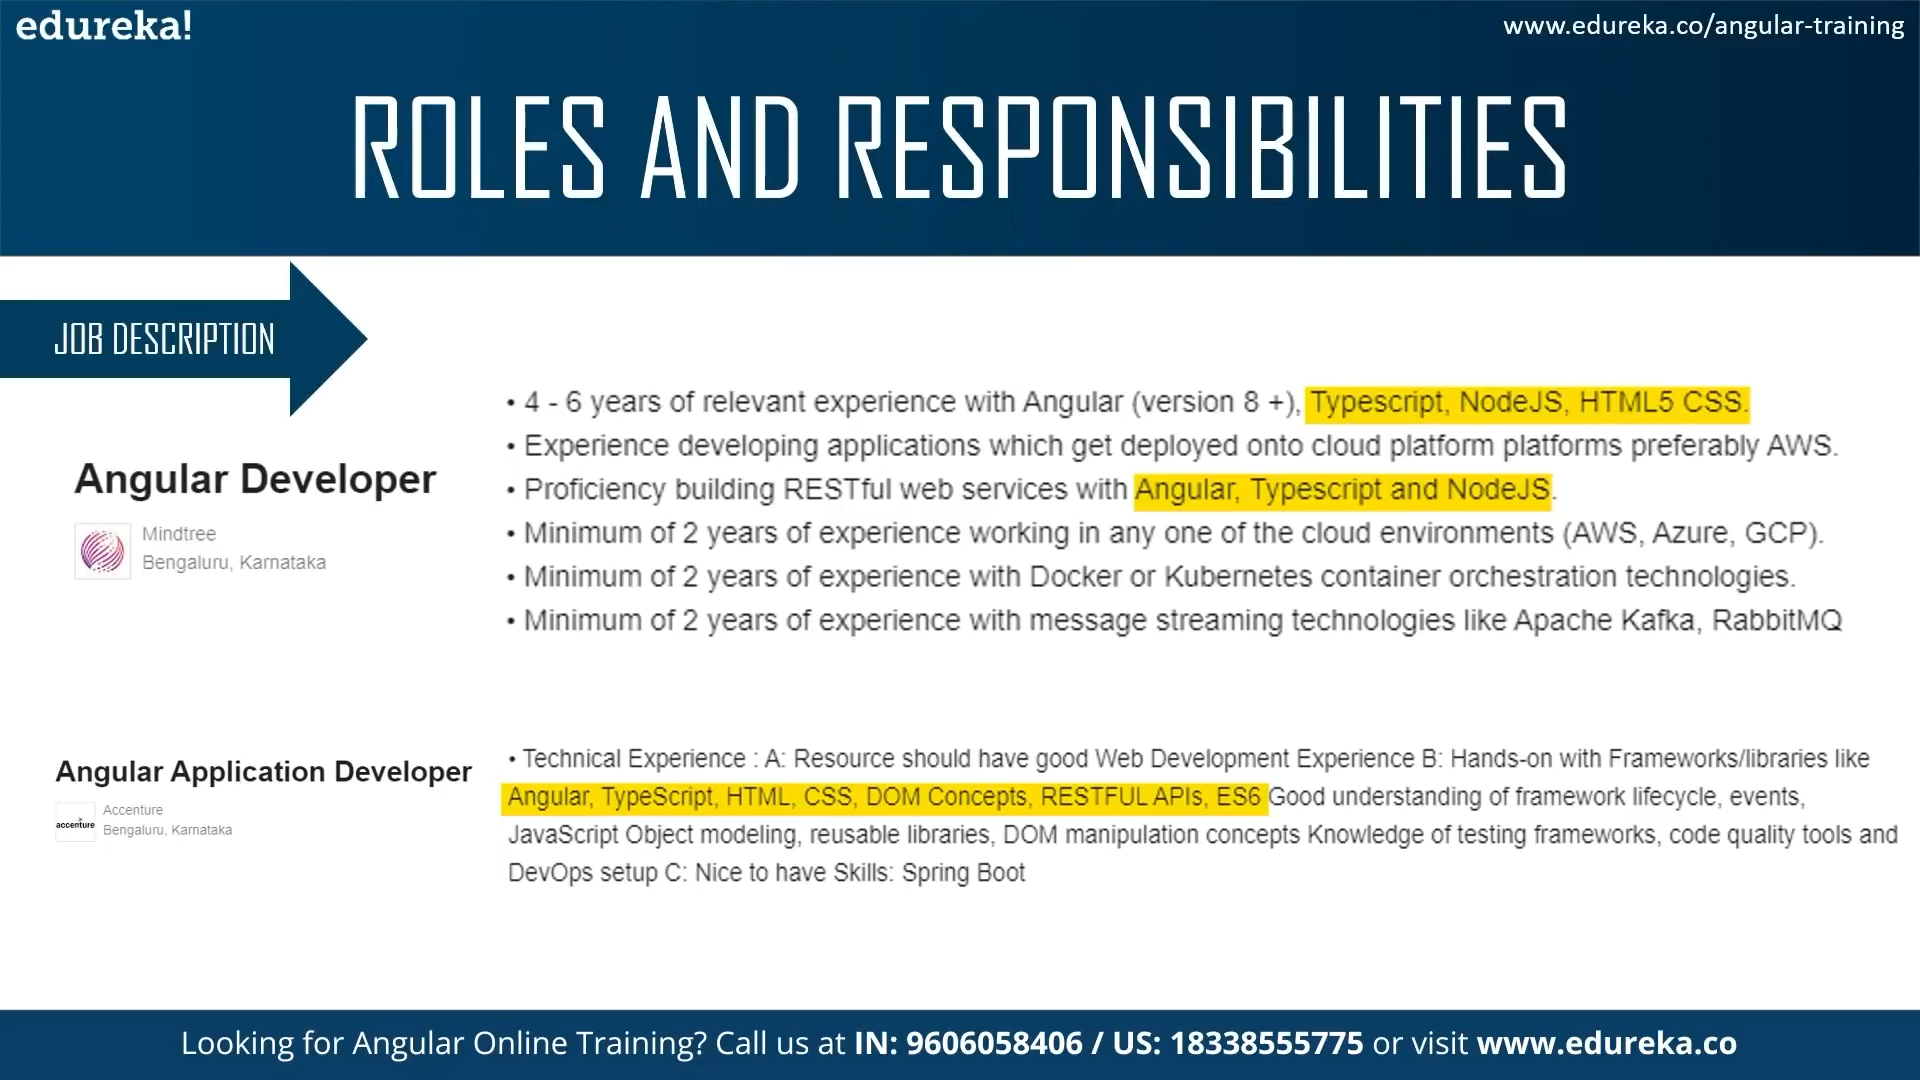 edureka!
www.edureka.co/angular-training
ROLES AND RESPONSIBILITIES
JOB DESCRIPTION
Angular Developer
Mindtree
Bengaluru, Karnataka
• 4 - 6 years of relevant experience with Angular (version 8 +), Typescript, NodeJS, HTML5 CSS.
• Experience developing applications which get deployed onto cloud platform platforms preferably AWS.
• Proficiency building RESTful web services with Angular, Typescript and NodeJS.
• Minimum of 2 years of experience working in any one of the cloud environments (AWS, Azure, GCP).
• Minimum of 2 years of experience with Docker or Kubernetes container orchestration technologies.
• Minimum of 2 years of experience with message streaming technologies like Apache Kafka, RabbitMQ
Angular Application Developer
accenture
Accenture
Bengaluru, Karnataka
• Technical Experience : A: Resource should have good Web Development Experience B: Hands-on with Frameworks/libraries like
Angular, TypeScript, HTML, CSS, DOM Concepts, RESTFUL APIs, ES6 Good understanding of framework lifecycle, events,
JavaScript Object modeling, reusable libraries, DOM manipulation concepts Knowledge of testing frameworks, code quality tools and
DevOps setup C: Nice to have Skills: Spring Boot
Looking for Angular Online Training? Call us at IN: 9606058406 / US: 18338555775 or visit www.edureka.co